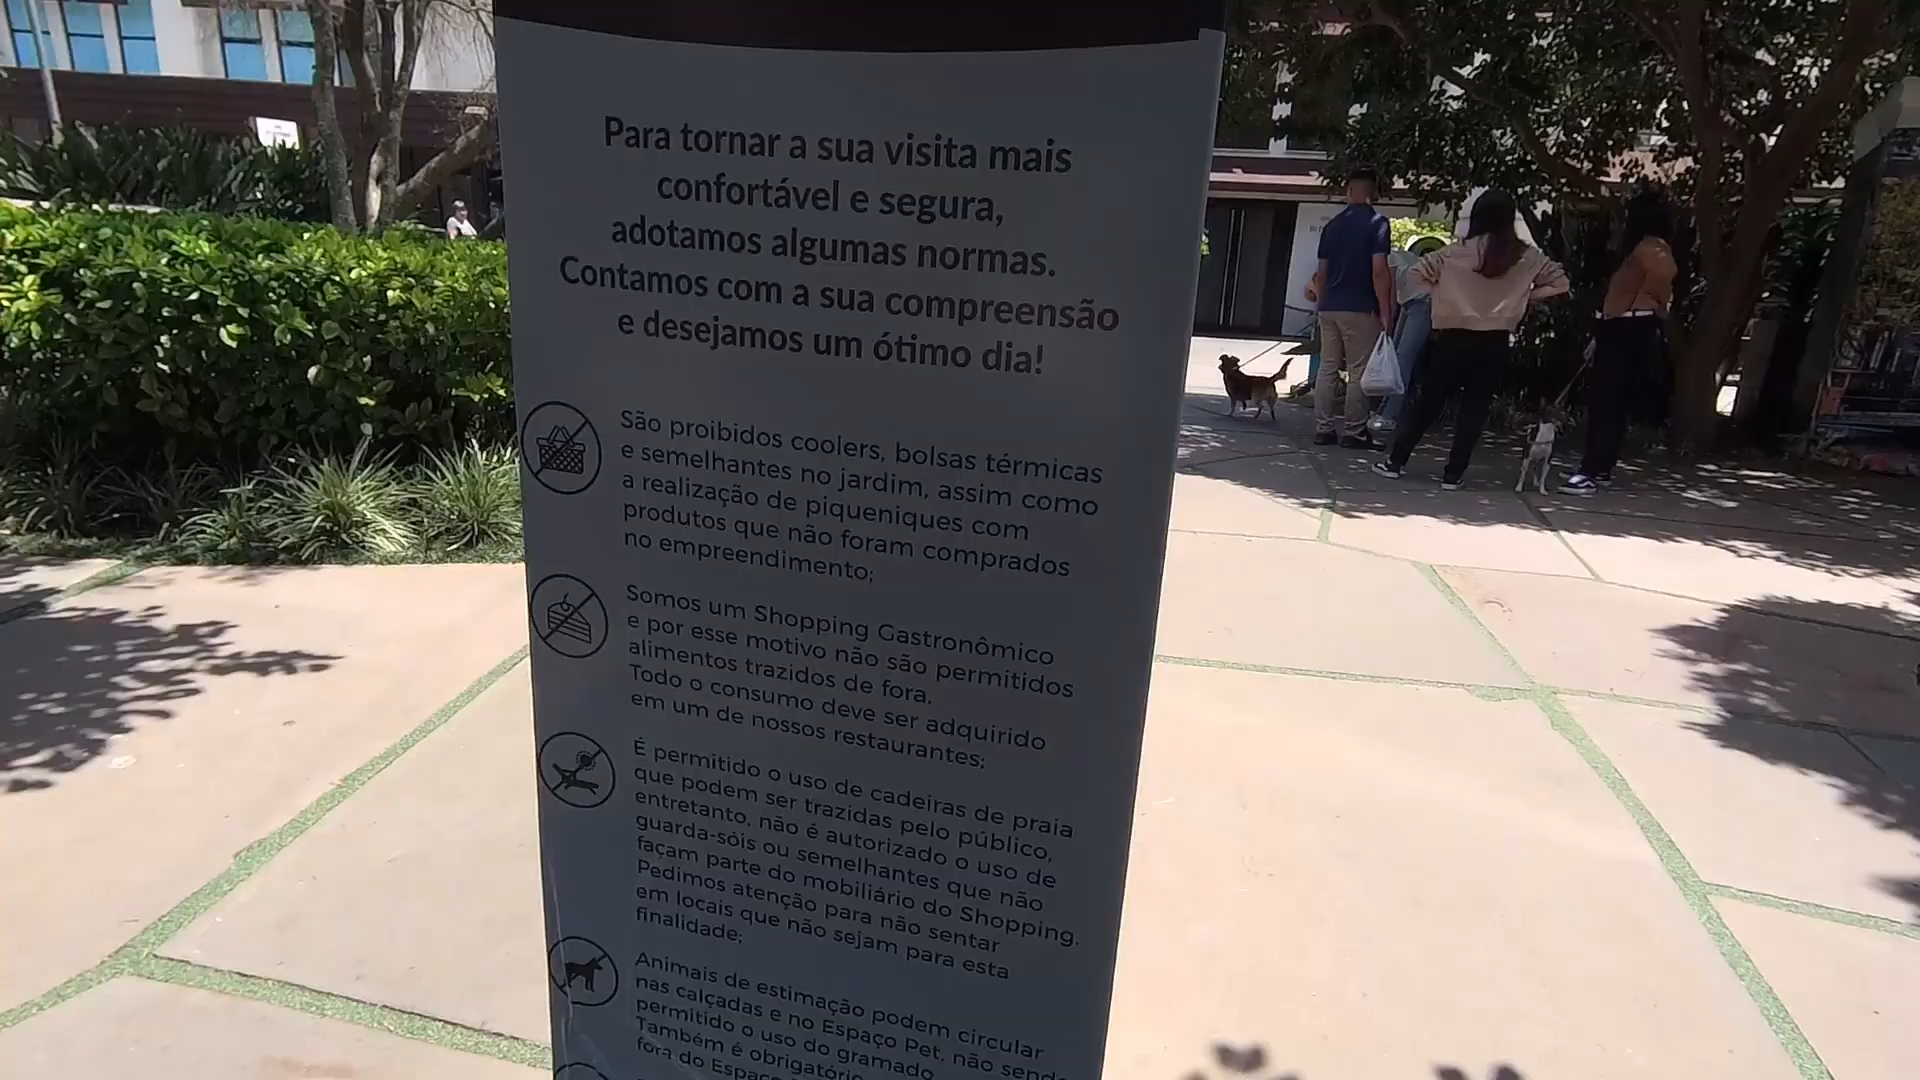 Para tornar a sua visita mais
confortável e segura,
adotamos algumas normas.
Contamos com a sua compreensão
e desejamos um ótimo dia!
São proibidos coolers, bolsas térmicas
e semelhantes no jardim, assim como
a realização de piqueniques com
produtos que não foram comprados
no empreendimento;
Somos um Shopping Gastronômico
e por esse motivo não são permitidos
alimentos trazidos de fora.
Todo o consumo deve ser adquirido
em um de nossos restaurantes;
É permitido o uso de cadeiras de praia
que podem ser trazidas pelo público,
entretanto, não é autorizado o uso de
guarda-sóis ou semelhantes que não
façam parte do mobiliário do Shopping.
Pedimos atenção para não sentar
em locais que não sejam para esta
finalidade;
Animais de estimação podem circular
nas calçadas e no Espaço Pet, não
permitido o uso do gramado
Também é
fora do